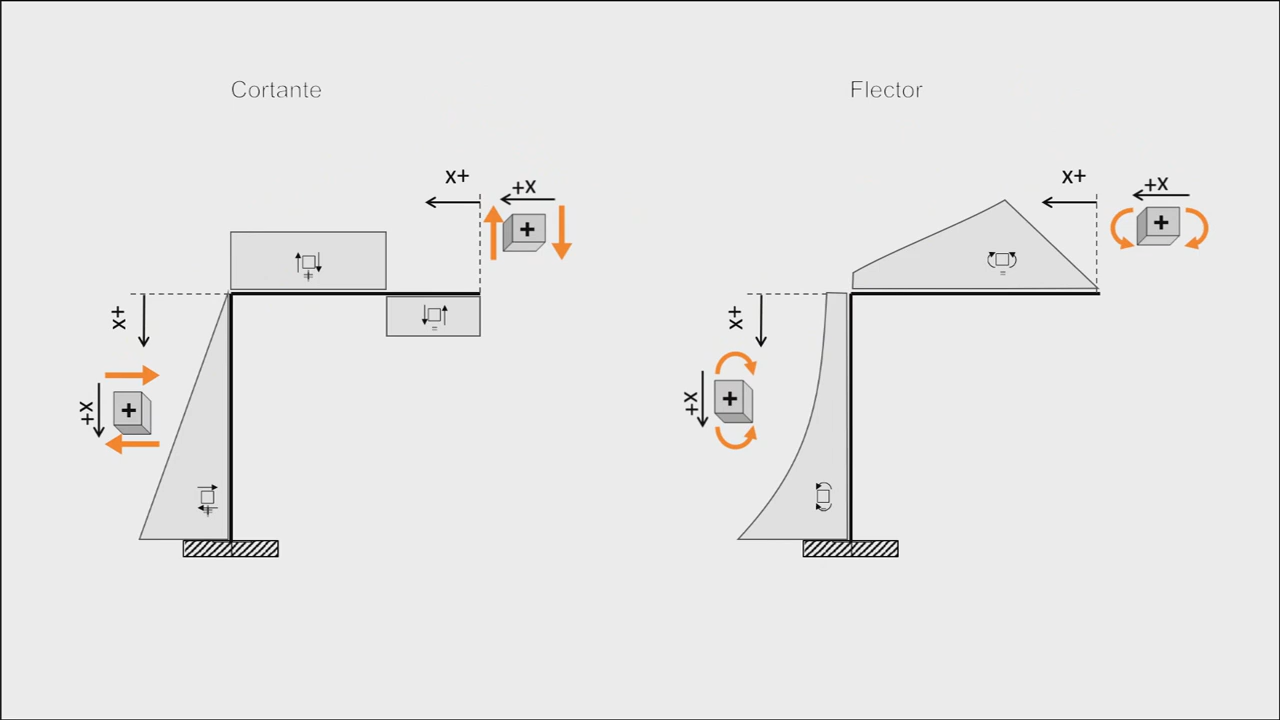 Cortante
Flector
x+
+x
+
x+
+x
+
+
=
x+
+x
+
+
x+
+x
+
=